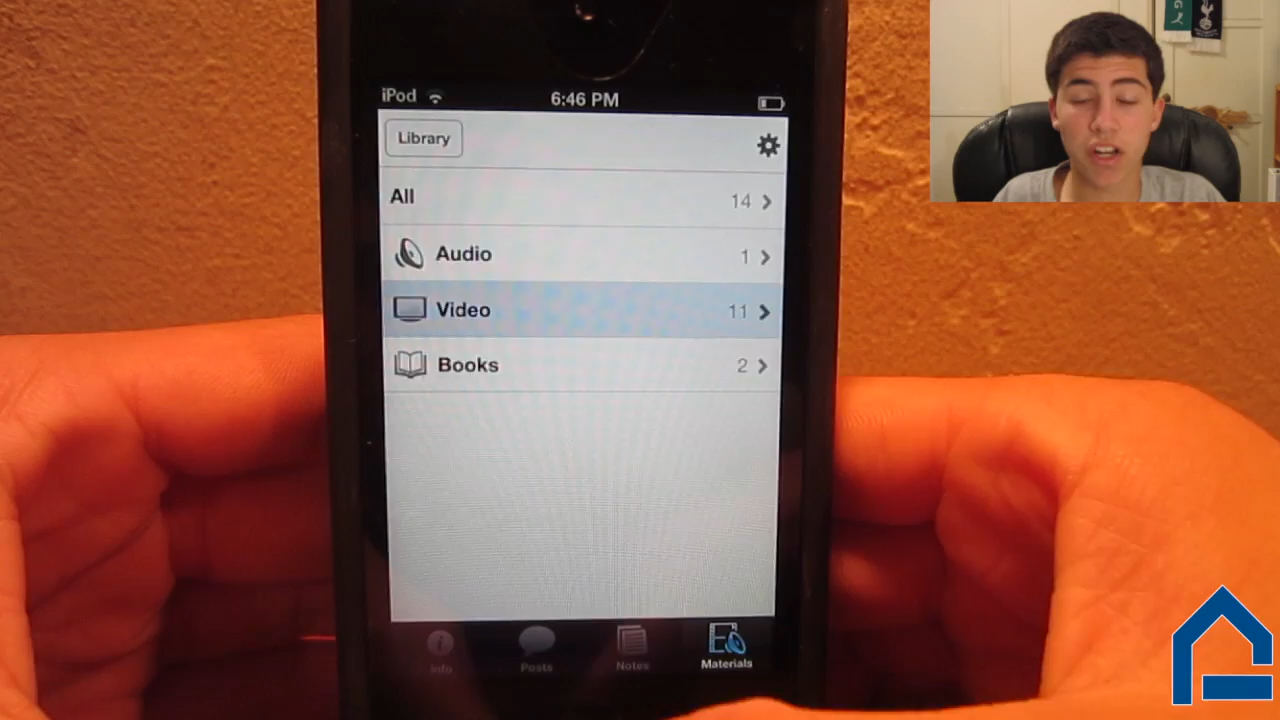 iPod 6:46 PM
Library
All 14
Audio 1
Video 11
Books 2
Info Posts Notes Materials